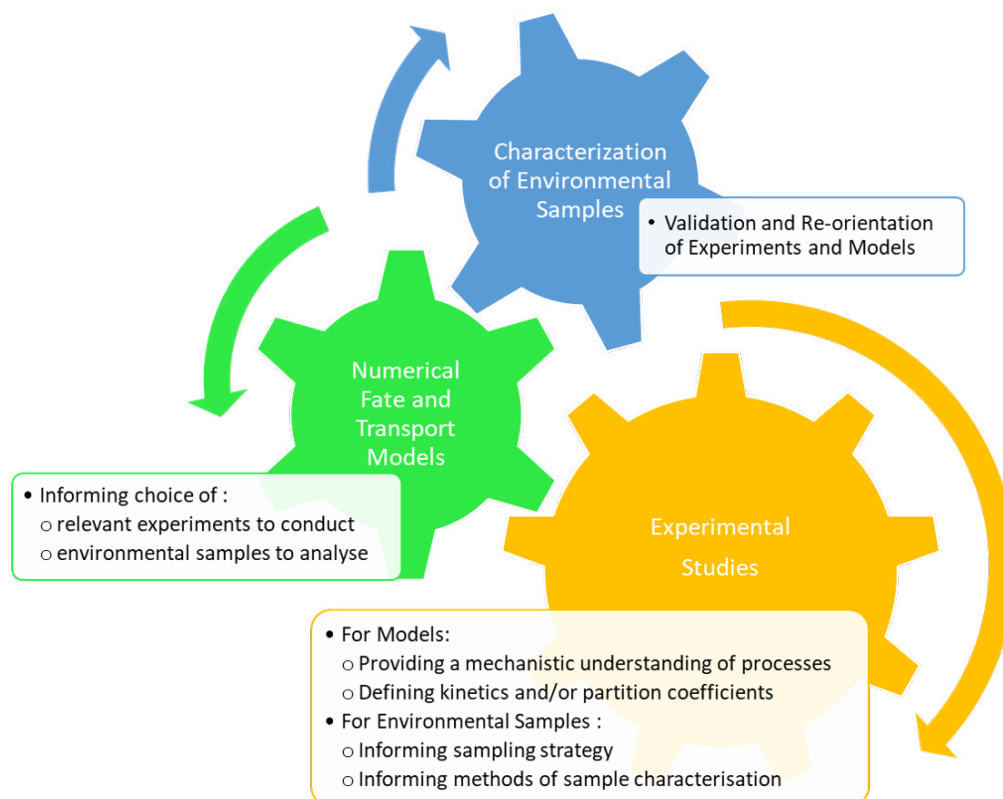 Characterization
of Environmental
Samples
• Validation and Re-orientation
of Experiments and Models
Numerical
Fate and
Transport
Models
• Informing choice of :
o relevant experiments to conduct
o environmental samples to analyse
Experimental
Studies
• For Models:
o Providing a mechanistic understanding of processes
o Defining kinetics and/or partition coefficients
• For Environmental Samples :
o Informing sampling strategy
o Informing methods of sample characterisation